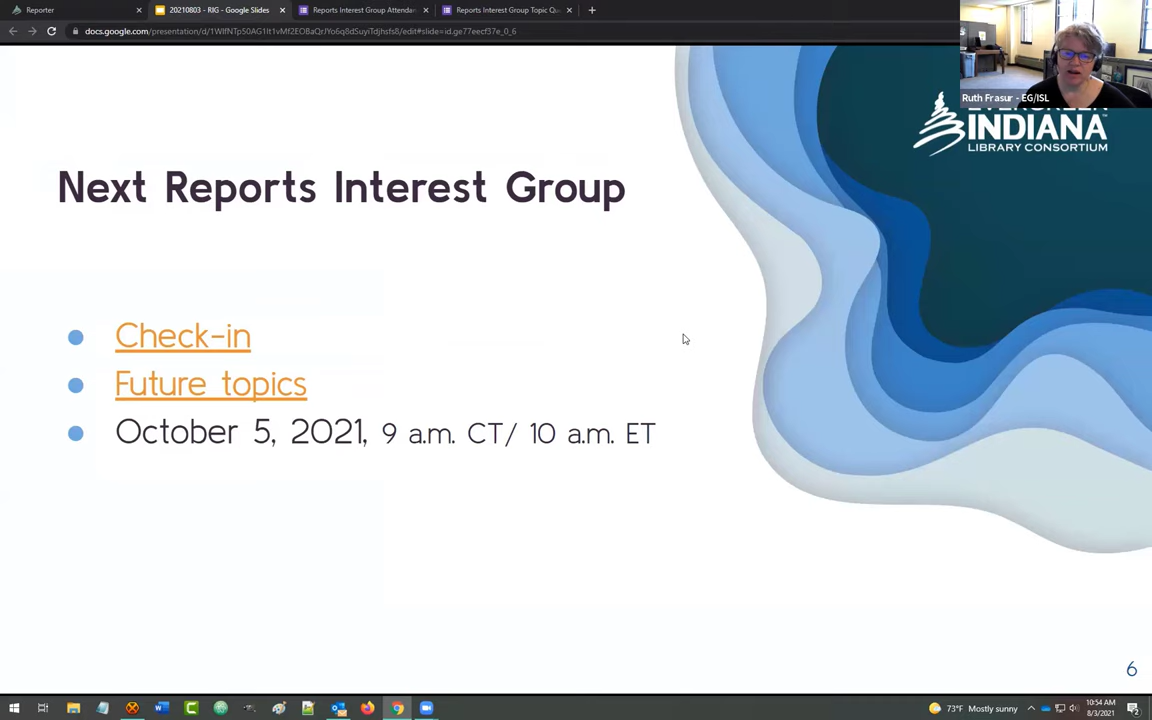 Reporter
20210803 - RIG - Google Slides
Reports Interest Group Attendan
Reports Interest Group Topic Qu
Ruth Frasur - EG/ISL
INDIANA
LIBRARY CONSORTIUM
Next Reports Interest Group
Check-in
Future topics
October 5, 2021, 9 a.m. CT/ 10 a.m. ET
6
73°F Mostly sunny
10:54 AM
8/3/2021
2